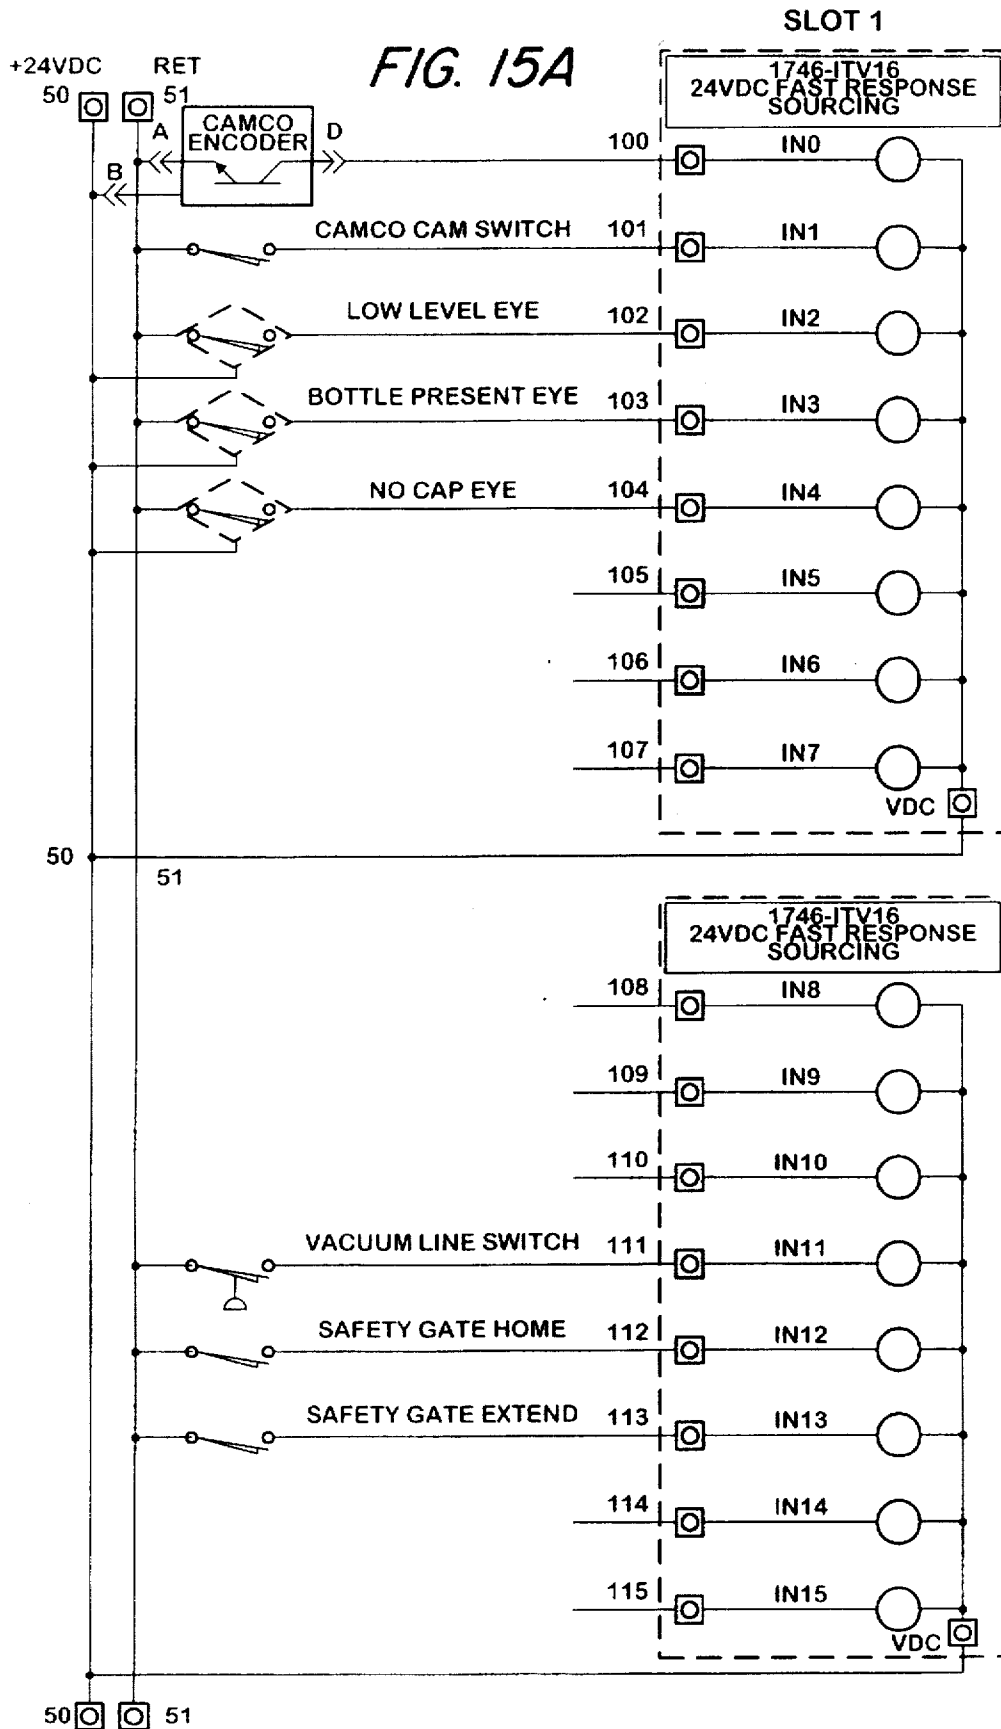 SLOT 1
FIG. 15A
+24VDC RET
50 51
1746-ITV16
24VDC FAST RESPONSE
SOURCING
CAMCO
ENCODER
A D
B
100 IN0
CAMCO CAM SWITCH 101 IN1
LOW LEVEL EYE 102 IN2
BOTTLE PRESENT EYE 103 IN3
NO CAP EYE 104 IN4
105 IN5
106 IN6
107 IN7
VDC
50
51
1746-ITV16
24VDC FAST RESPONSE
SOURCING
108 IN8
109 IN9
110 IN10
VACUUM LINE SWITCH 111 IN11
SAFETY GATE HOME 112 IN12
SAFETY GATE EXTEND 113 IN13
114 IN14
115 IN15
VDC
50 51